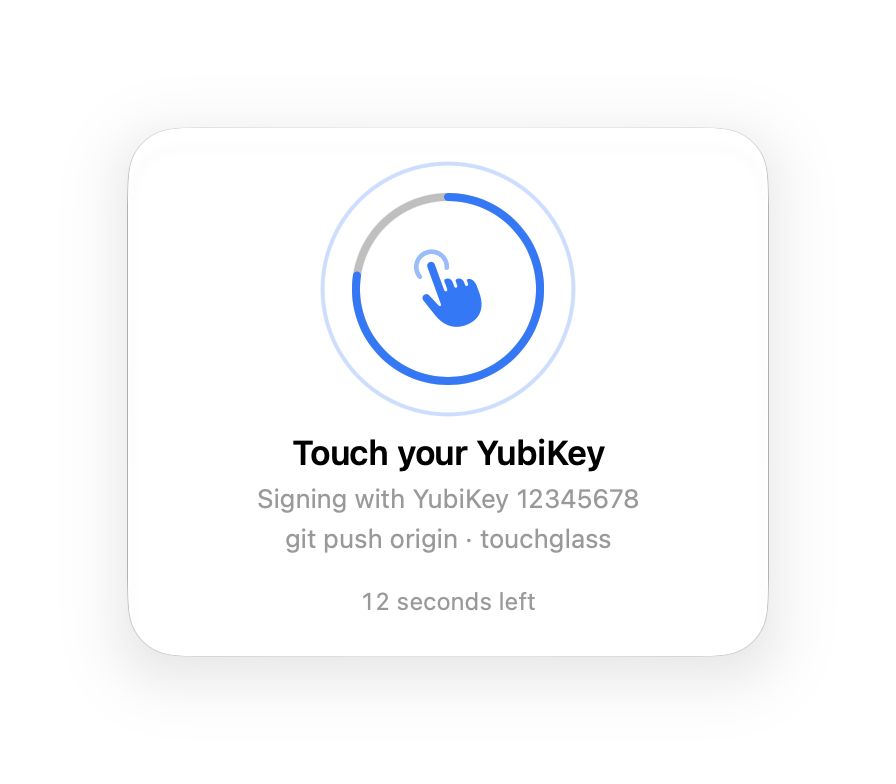 Touch your YubiKey
Signing with YubiKey 12345678
git push origin · touchglass
12 seconds left